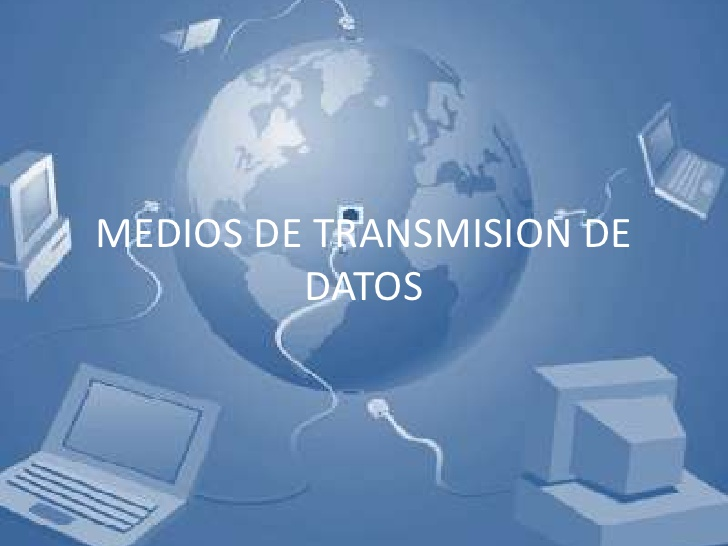 MEDIOS DE TRANSMISION DE
DATOS